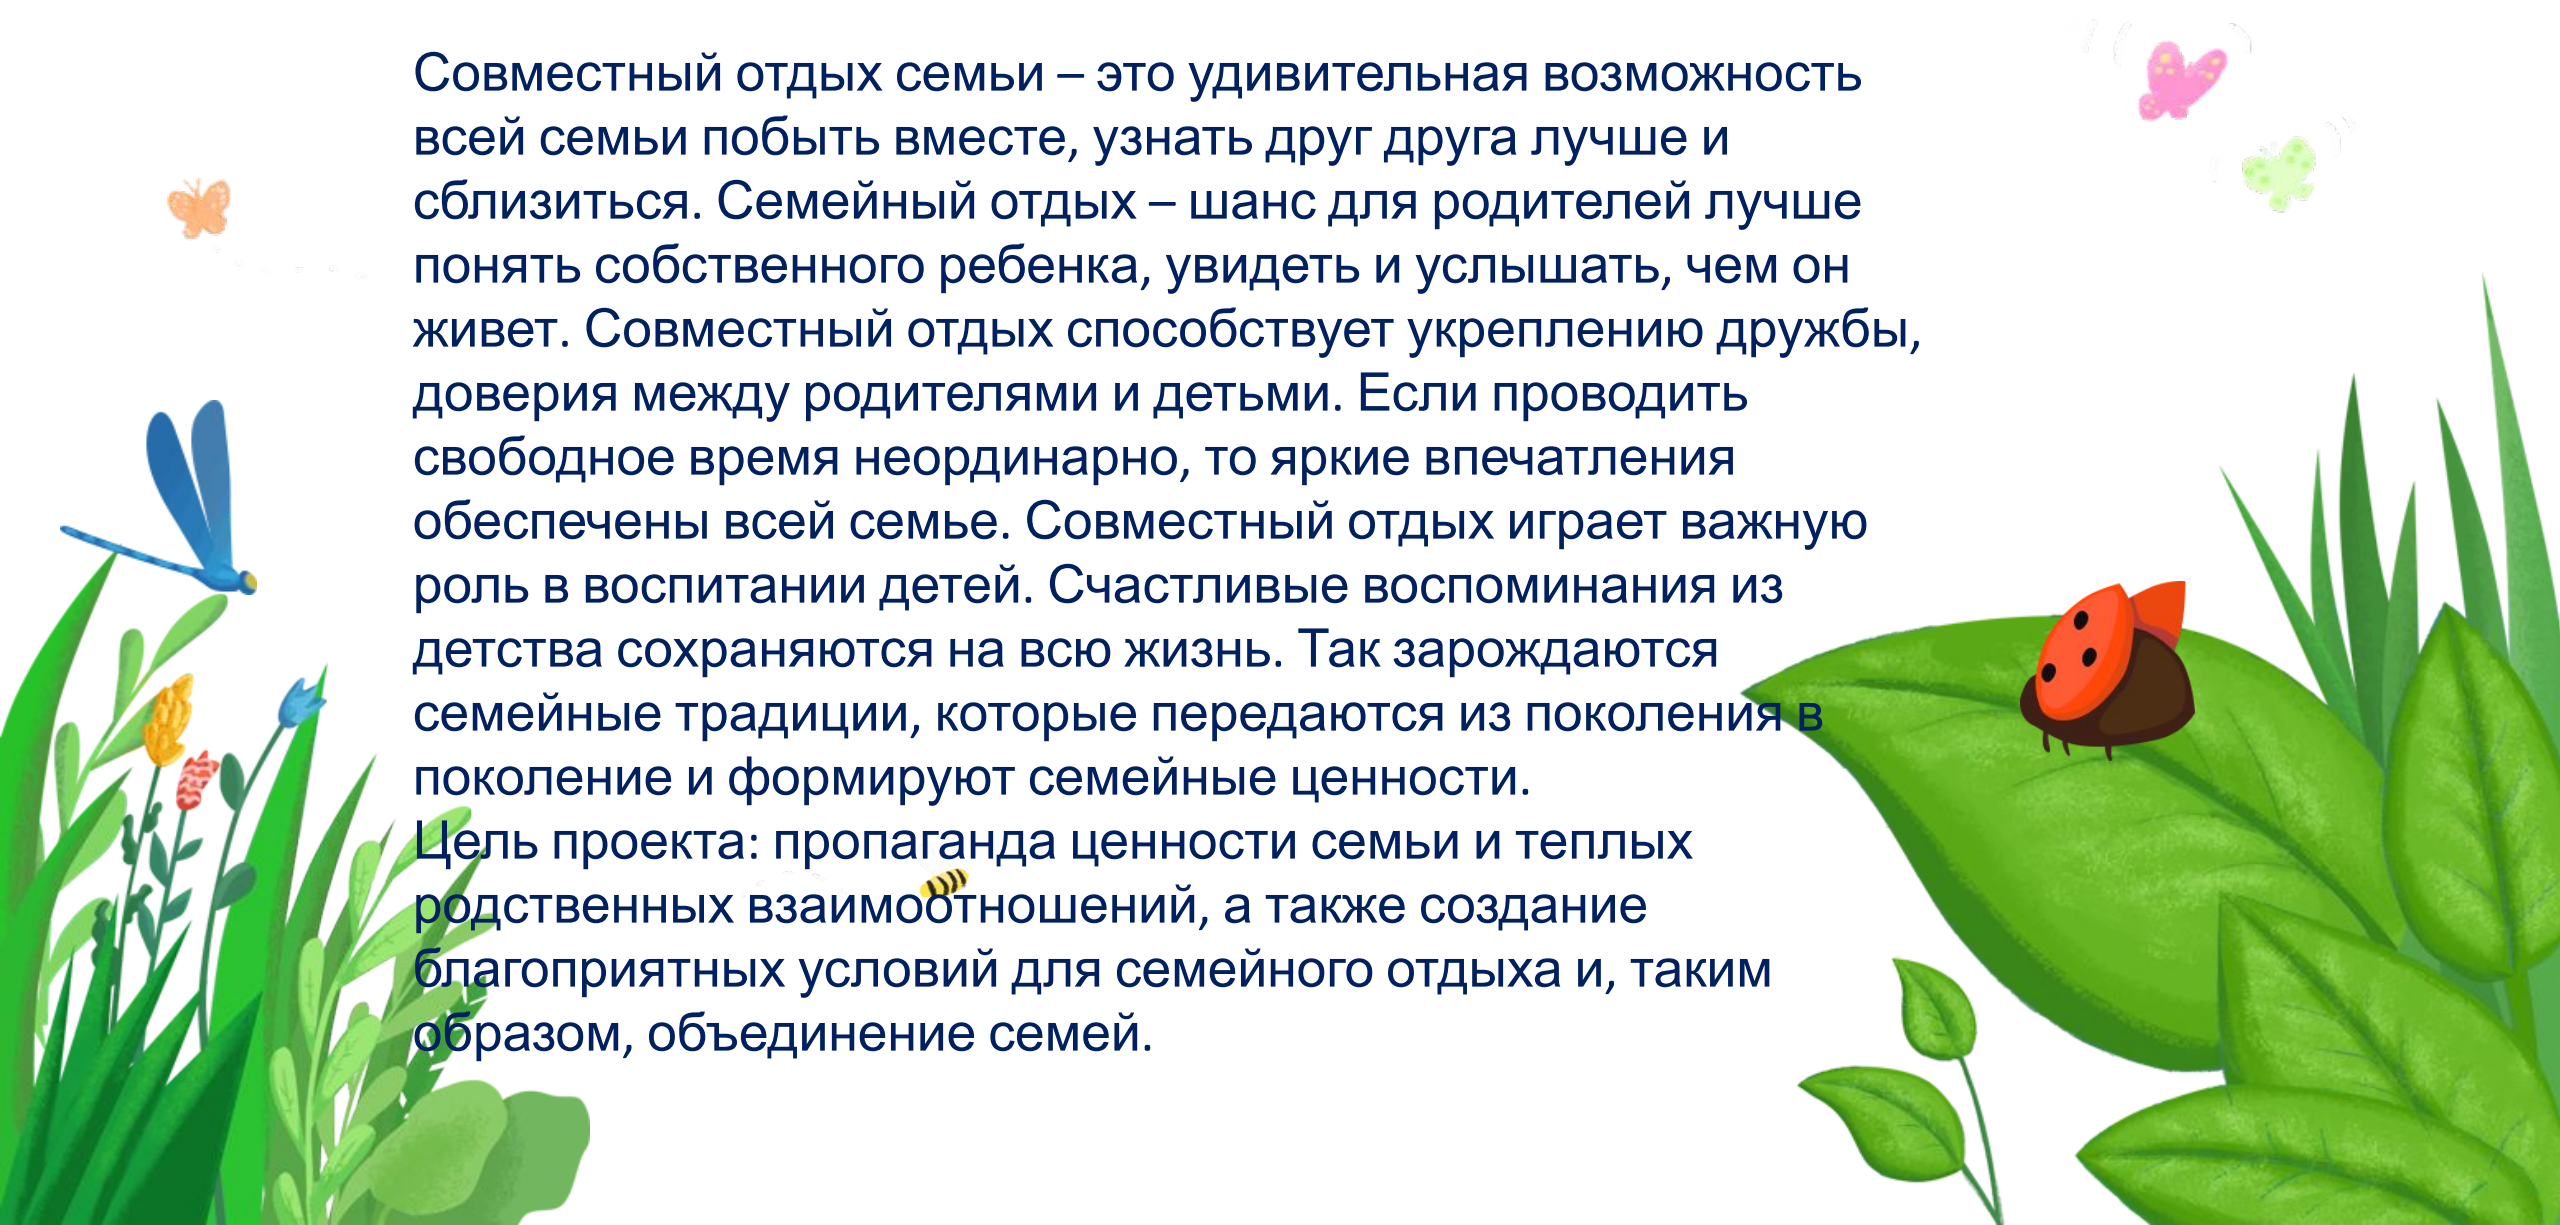 Совместный отдых семьи – это удивительная возможность
всей семьи побыть вместе, узнать друг друга лучше и
сблизиться. Семейный отдых – шанс для родителей лучше
понять собственного ребенка, увидеть и услышать, чем он
живет. Совместный отдых способствует укреплению дружбы,
доверия между родителями и детьми. Если проводить
свободное время неординарно, то яркие впечатления
обеспечены всей семье. Совместный отдых играет важную
роль в воспитании детей. Счастливые воспоминания из
детства сохраняются на всю жизнь. Так зарождаются
семейные традиции, которые передаются из поколения в
поколение и формируют семейные ценности.
Цель проекта: пропаганда ценности семьи и теплых
родственных взаимоотношений, а также создание
благоприятных условий для семейного отдыха и, таким
образом, объединение семей.